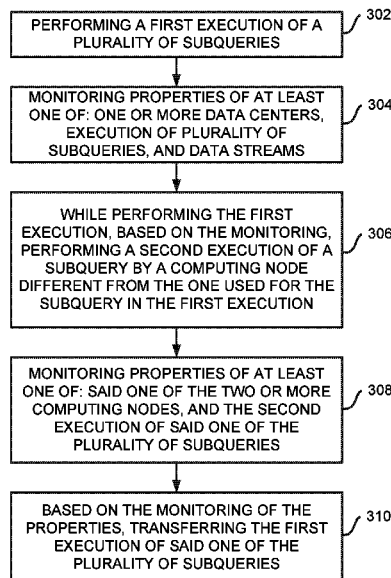 PERFORMING A FIRST EXECUTION OF A
PLURALITY OF SUBQUERIES
302
MONITORING PROPERTIES OF AT LEAST
ONE OF: ONE OR MORE DATA CENTERS,
EXECUTION OF PLURALITY OF
SUBQUERIES, AND DATA STREAMS
304
WHILE PERFORMING THE FIRST
EXECUTION, BASED ON THE MONITORING,
PERFORMING A SECOND EXECUTION OF A
SUBQUERY BY A COMPUTING NODE
DIFFERENT FROM THE ONE USED FOR THE
SUBQUERY IN THE FIRST EXECUTION
306
MONITORING PROPERTIES OF AT LEAST
ONE OF: SAID ONE OF THE TWO OR MORE
COMPUTING NODES, AND THE SECOND
EXECUTION OF SAID ONE OF THE
PLURALITY OF SUBQUERIES
308
BASED ON THE MONITORING OF THE
PROPERTIES, TRANSFERRING THE FIRST
EXECUTION OF SAID ONE OF THE
PLURALITY OF SUBQUERIES
310